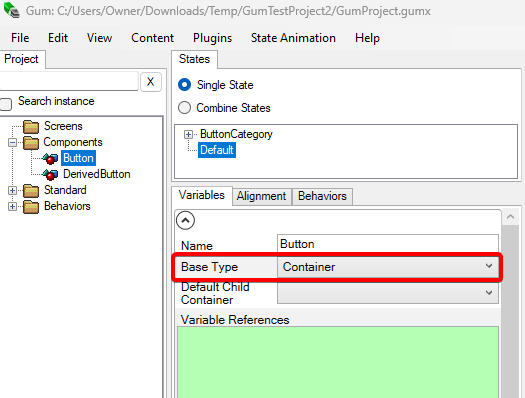 Gum: C:/Users/Owner/Downloads/Temp/GumTestProject2/GumProject.gumx
File Edit View Content Plugins State Animation Help
Project
X
Search instance
Screens
Components
Button
DerivedButton
Standard
Behaviors
States
Single State
Combine States
ButtonCategory
Default
Variables Alignment Behaviors
Name Button
Base Type Container
Default Child
Container
Variable References